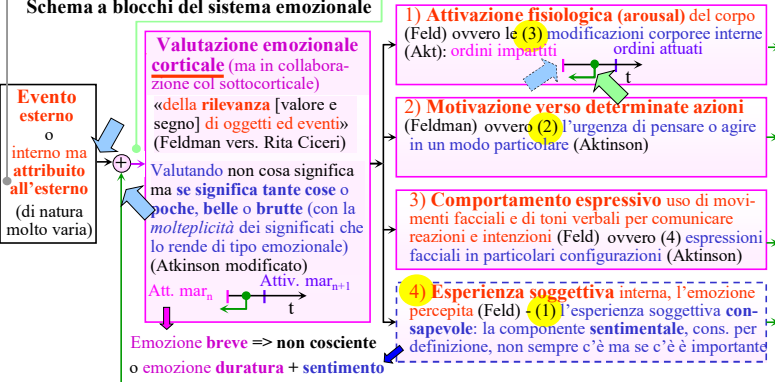 Schema a blocchi del sistema emozionale
Evento
esterno
o
interno ma
attribuito
all'esterno
(di natura
molto varia)
+
Valutazione emozionale
corticale (ma in collabora-
zione col sottocorticale)
«della rilevanza [valore e
segno] di oggetti ed eventi»
(Feldman vers. Rita Ciceri)
Valutando non cosa significa
ma se significa tante cose o
poche, belle o brutte (con la
molteplicità dei significati che
lo rende di tipo emozionale)
(Atkinson modificato)
Att. mar n
Attiv. mar n+1
t
Emozione breve => non cosciente
o emozione duratura + sentimento
1) Attivazione fisiologica (arousal) del corpo
(Feld) ovvero le (3) modificazioni corporee interne
(Akt): ordini impartiti ordini attuati
t
2) Motivazione verso determinate azioni
(Feldman) ovvero (2) l'urgenza di pensare o agire
in un modo particolare (Aktinson)
3) Comportamento espressivo uso di movi-
menti facciali e di toni verbali per comunicare
reazioni e intenzioni (Feld) ovvero (4) espressioni
facciali in particolari configurazioni (Aktinson)
4) Esperienza soggettiva interna, l'emozione
percepita (Feld) - (1) l'esperienza soggettiva con-
sapevole: la componente sentimentale, cons. per
definizione, non sempre c'è ma se c'è è importante